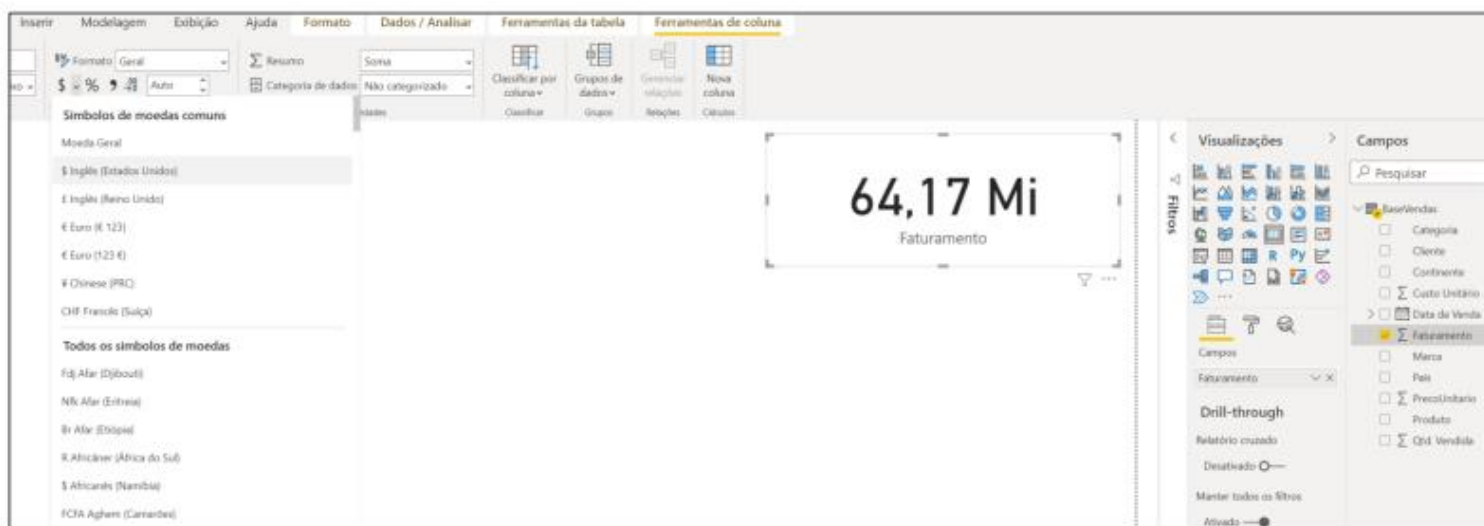 Inserir Modelagem Exibição Ajuda Formato Dados / Analisar Ferramentas da tabela Ferramentas de coluna
Formato Geral
Resumo Soma
$ % Auto
Categoria de dados Não categorizado
Classificar por coluna
Grupos de dados
Gerenciar relações
Nova coluna
Classificar Grupos Relações Cálculos
Símbolos de moedas comuns
Moeda Geral
$ Inglês (Estados Unidos)
£ Inglês (Reino Unido)
€ Euro (€ 123)
€ Euro (123 €)
¥ Chinese (PRC)
CHF Francês (Suíça)
Todos os símbolos de moedas
Fdj Afar (Djibouti)
Nfk Afar (Eritreia)
Br Afar (Etiópia)
R Africâner (África do Sul)
$ Africanês (Namíbia)
FCFA Aghem (Camarões)
64,17 Mi
Faturamento
Filtros
Visualizações
R Py
Campos
Faturamento
Drill-through
Relatório cruzado
Desativado
Manter todos os filtros
Ativado
Campos
Pesquisar
BaseVendas
Categoria
Cliente
Continente
Custo Unitário
Data da Venda
Faturamento
Marca
País
PrecoUnitario
Produto
Qtd. Vendida